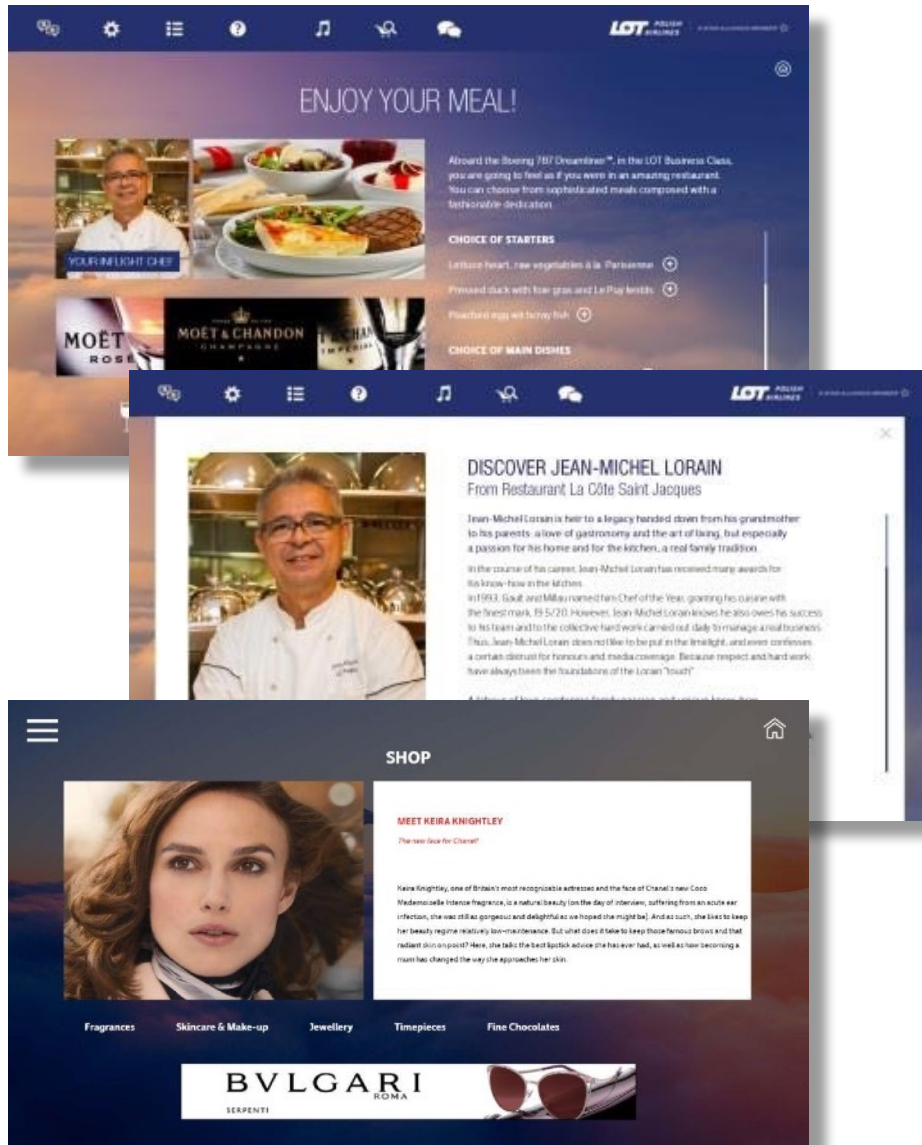 LOT POLISH AIRLINES
ENJOY YOUR MEAL!
YOUR INFLIGHT CHEF
Aboard the Boeing 787 Dreamliner™, in the LOT Business Class,
you are going to feel as if you were in an amazing restaurant.
You can choose from sophisticated meals composed with a
fashionable dedication.
CHOICE OF STARTERS
Lettuce heart, raw vegetables à la Parisienne
Pressed duck with foie gras and Le Puy lentils
Poached egg with
CHOICE OF MAIN DISHES
MOËT
ROSÉ
MOËT & CHANDON
CHAMPAGNE
IMPERIAL
LOT POLISH AIRLINES
DISCOVER JEAN-MICHEL LORAIN
From Restaurant La Côte Saint Jacques
Jean-Michel Lorain is heir to a legacy handed down from his grandmother
to his parents: a love of gastronomy and the art of living, but especially
a passion for his home and for the kitchen, a real family tradition.
In the course of his career, Jean-Michel Lorain has received many awards for
his know-how in the kitchen.
In 1993, Gault and Millau named him Chef of the Year, granting his cuisine with
the finest mark, 19.5/20. However, Jean-Michel Lorain knows he also owes his success
to his team and to the collective hard work carried out daily to manage a real business.
Thus, Jean-Michel Lorain does not like to be put in the limelight, and even confesses
a certain distrust for honours and media coverage. Because respect and hard work
have always been the foundations of the Lorain "touch"
SHOP
MEET KEIRA KNIGHTLEY
The new face for Chanel!
Keira Knightley, one of Britain's most recognisable actresses and the face of Chanel's new Coco
Mademoiselle Intense fragrance, is a natural beauty (on the day of interview, suffering from an acute ear
infection, she was still as gorgeous and delightful as we hoped she might be). And as such, she likes to keep
her beauty regime relatively low-maintenance. But what does it take to keep those famous brows and that
radiant skin on point? Here, she talks the best lipstick advice she has ever had, as well as how becoming a
mum has changed the way she approaches her skin.
Fragrances
Skincare & Make-up
Jewellery
Timepieces
Fine Chocolates
BVLGARI
ROMA
SERPENTI